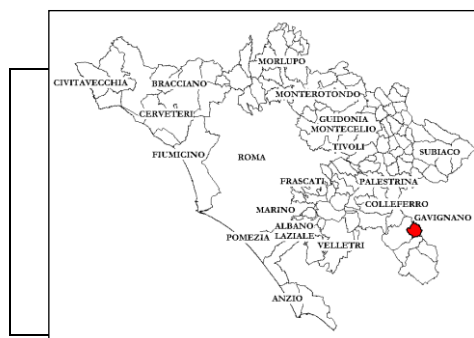 MORLUPO
CIVITAVECCHIA
BRACCIANO
MONTEROTONDO
CERVETERI
GUIDONIA
MONTECELIO
TIVOLI
SUBIACO
FIUMICINO
ROMA
FRASCATI
PALESTRINA
COLLEFERRO
MARINO
GAVIGNANO
ALBANO
LAZIALE
POMEZIA
VELLETRI
ANZIO